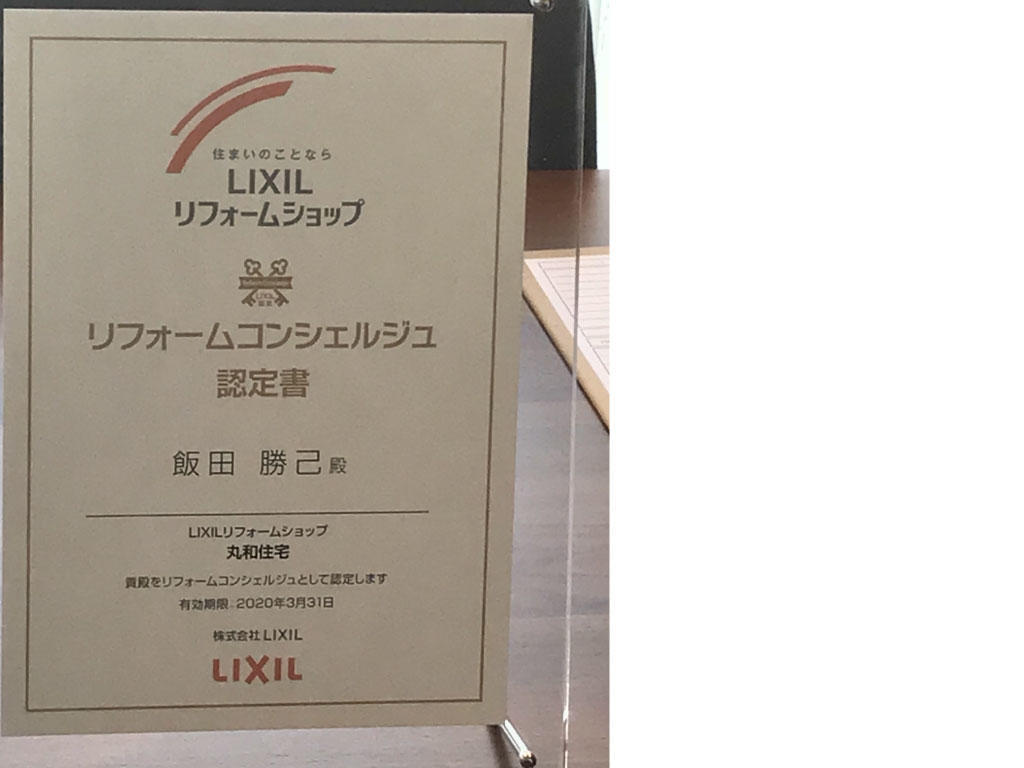 住まいのことなら
LIXIL
リフォームショップ
LIXIL
認定
リフォームコンシェルジュ
認定書
飯田 勝己殿
LIXILリフォームショップ
丸和住宅
貴殿をリフォームコンシェルジュとして認定します
有効期限:2020年3月31日
株式会社 LIXIL
LIXIL